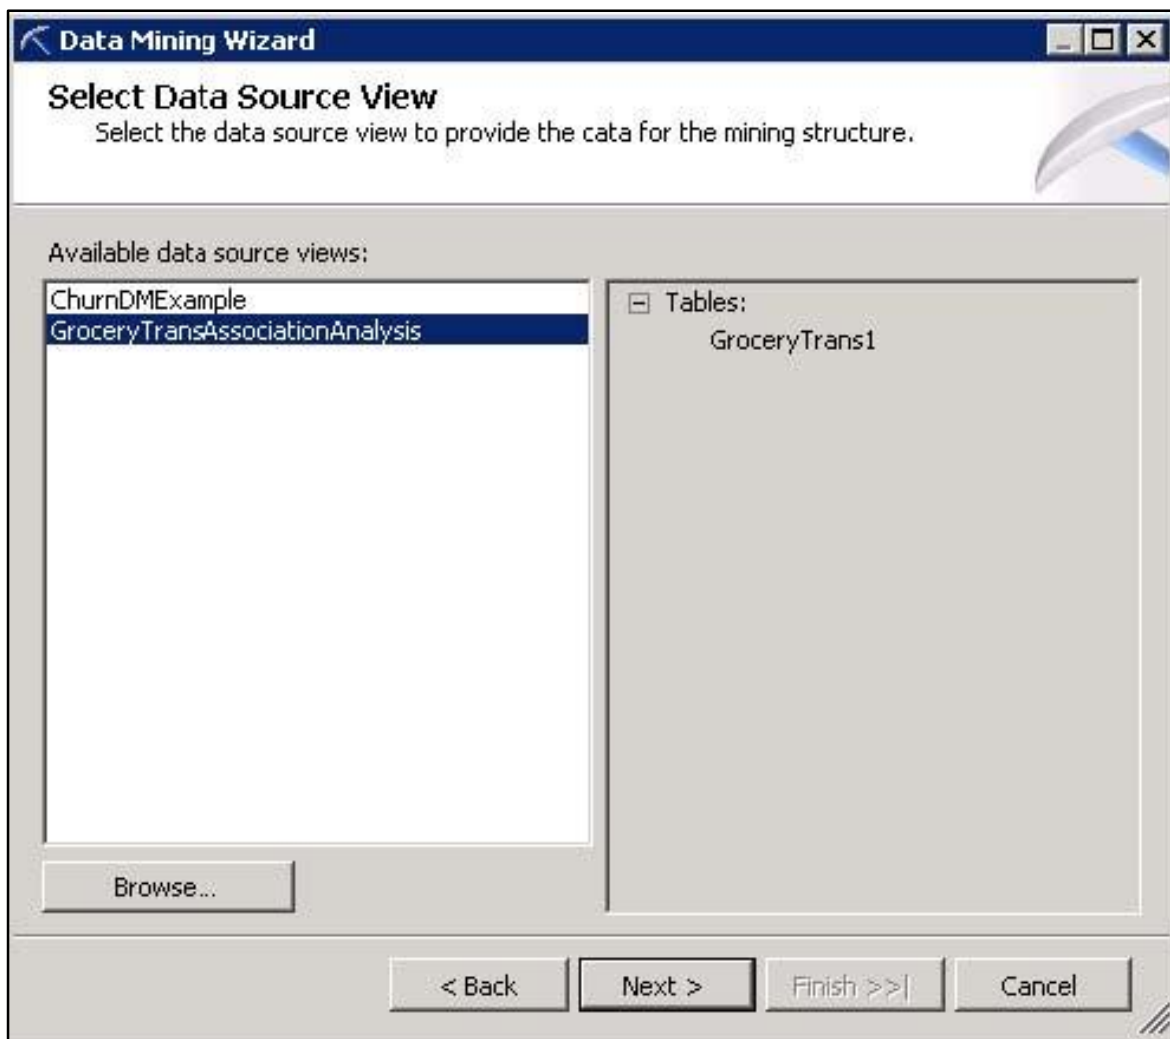 Data Mining Wizard
Select Data Source View
Select the data source view to provide the cata for the mining structure.
Available data source views:
ChurnDMExample
GroceryTransAssociationAnalysis
Tables:
GroceryTrans1
Browse...
< Back
Next >
Finish >>|
Cancel